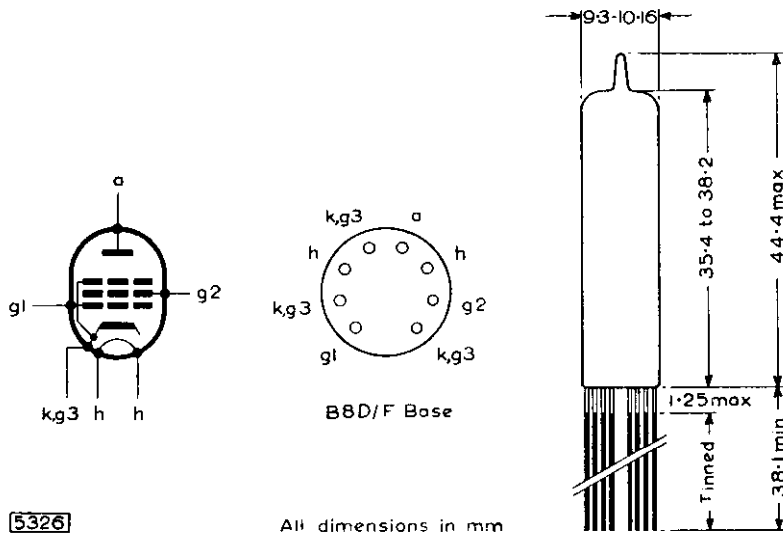 a
g1
g2
k,g3 h h
k,g3 a
h h
k,g3 g2
g1 k,g3
B8D/F Base
9·3-10·16
35·4 to 38·2
44·4 max
1·25 max
Tinned
38·1 min
5326
All dimensions in mm